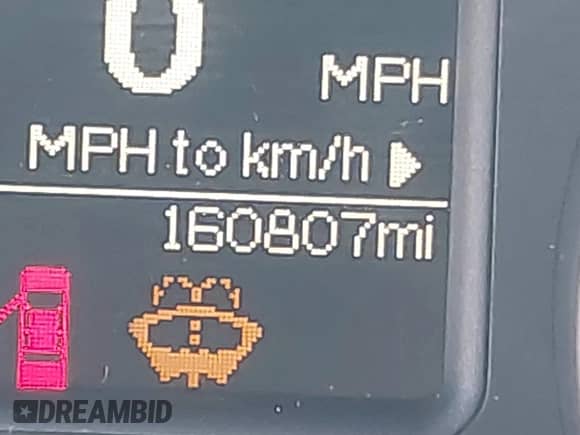 0
MPH
MPH to km/h
160807mi
DREAMBID